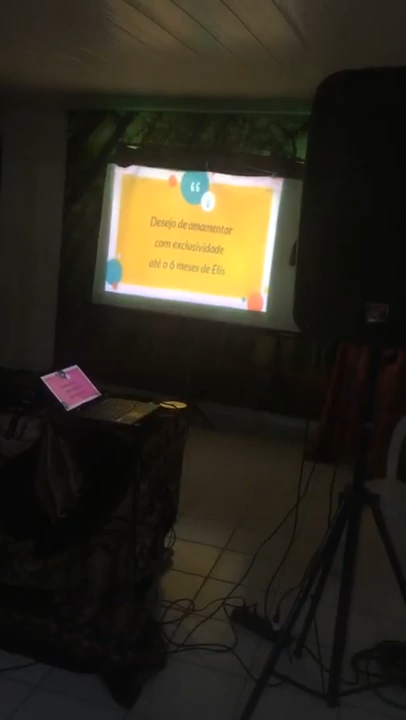 “
Desejo de amamentar
com exclusividade
até o 6 meses de Elis